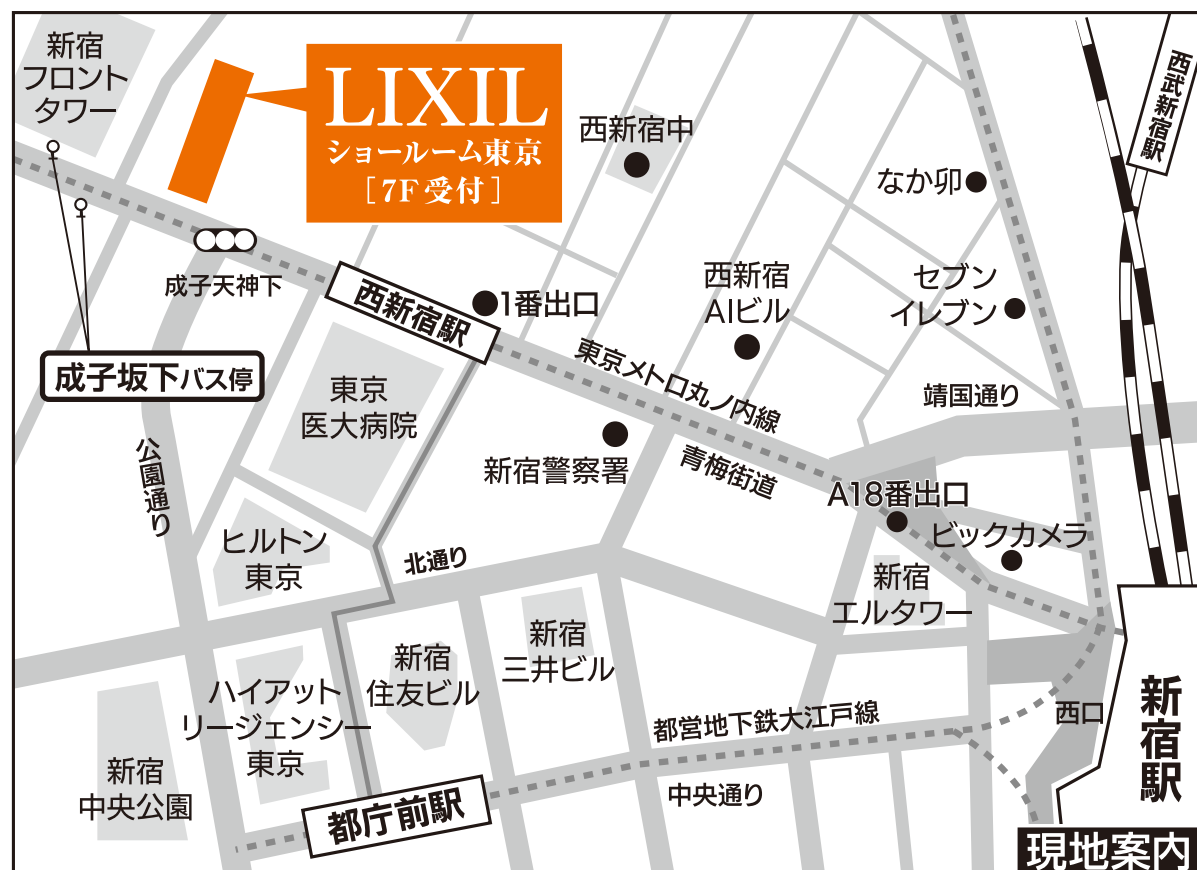 新宿
フロント
タワー
LIXIL
ショールーム東京
[7F受付]
西新宿中
西武新宿駅
なか卯
成子天神下
西新宿駅
1番出口
西新宿
AIビル
セブン
イレブン
成子坂下バス停
東京
医大病院
東京メトロ丸ノ内線
靖国通り
公園通り
新宿警察署
青梅街道
A18番出口
ビックカメラ
ヒルトン
東京
北通り
新宿
エルタワー
新宿
三井ビル
新宿
住友ビル
ハイアット
リージェンシー
東京
都営地下鉄大江戸線
西口
新宿駅
新宿
中央公園
都庁前駅
中央通り
現地案内